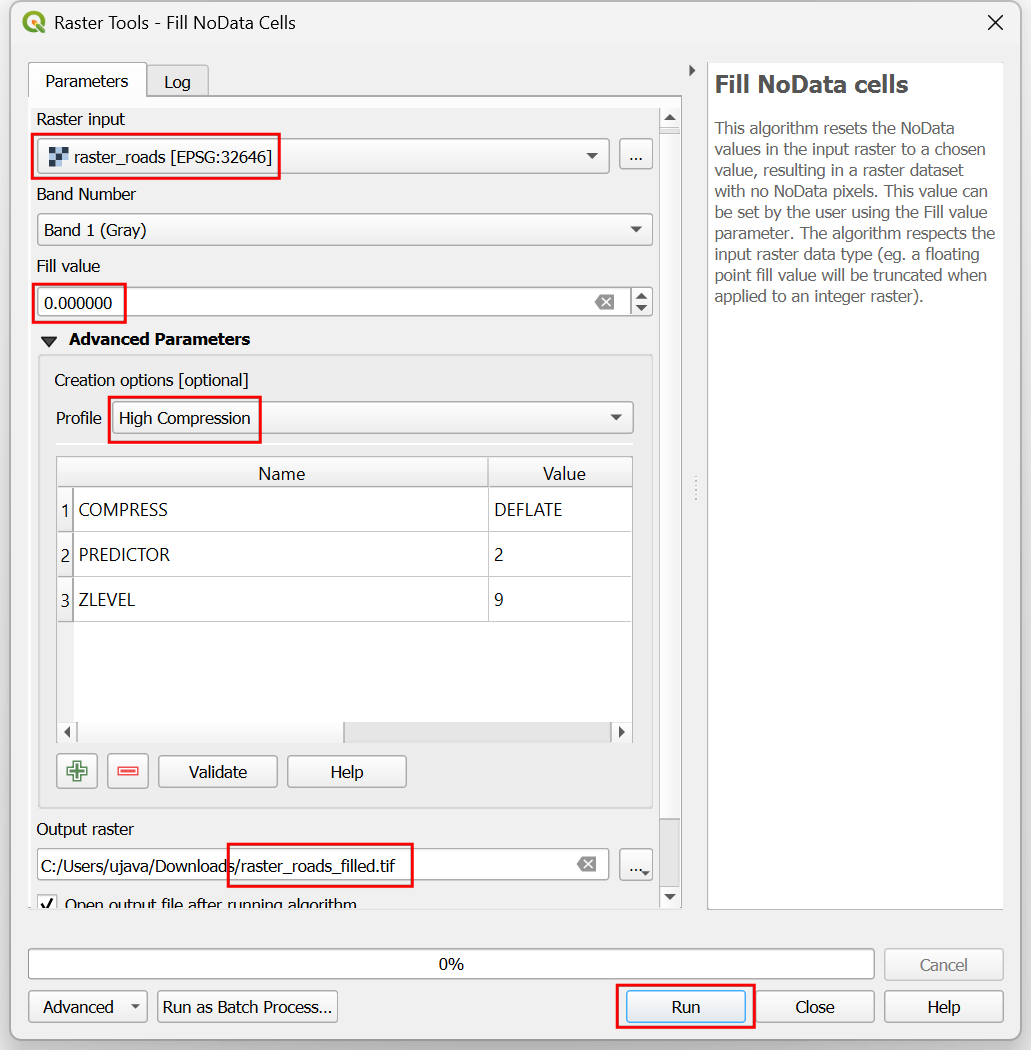 Raster Tools - Fill NoData Cells
Parameters
Log
Raster input
raster_roads [EPSG:32646]
...
Band Number
Band 1 (Gray)
Fill value
0.000000
Advanced Parameters
Creation options [optional]
Profile High Compression
Name Value
1 COMPRESS DEFLATE
2 PREDICTOR 2
3 ZLEVEL 9
Validate
Help
Output raster
C:/Users/ujava/Downloads/raster_roads_filled.tif
...
Open output file after running algorithm
Fill NoData cells
This algorithm resets the NoData
values in the input raster to a chosen
value, resulting in a raster dataset
with no NoData pixels. This value can
be set by the user using the Fill value
parameter. The algorithm respects the
input raster data type (eg. a floating
point fill value will be truncated when
applied to an integer raster).
0%
Cancel
Advanced
Run as Batch Process...
Run
Close
Help